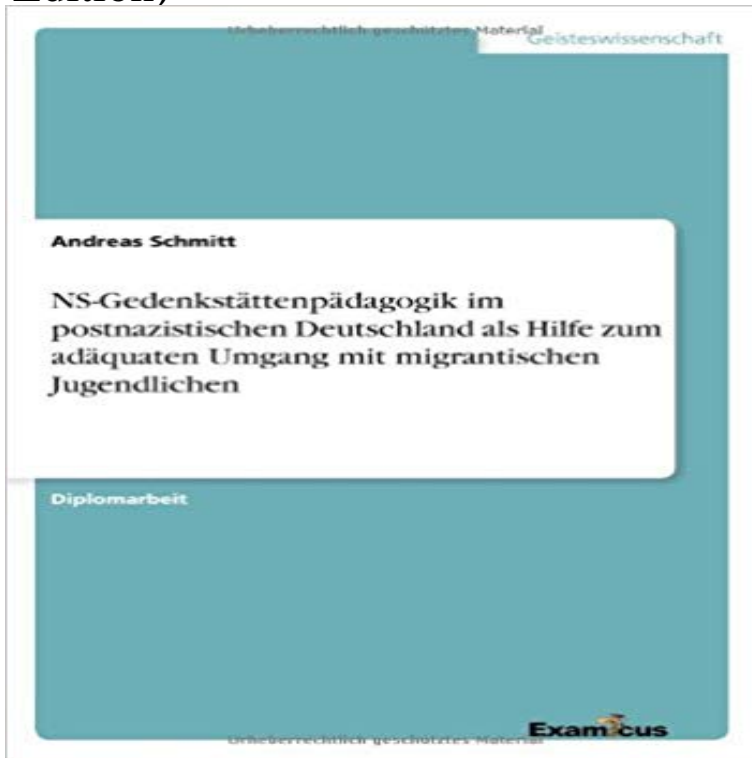 Edition)
Urheberrechtlich geschütztes Material
Geisteswissenschaft
Andreas Schmitt
NS-Gedenkstättenpädagogik im
postnazistischen Deutschland als Hilfe zum
adäquaten Umgang mit migrantischen
Jugendlichen
Diplomarbeit
Examicus
Urheberrechtlich geschütztes Material